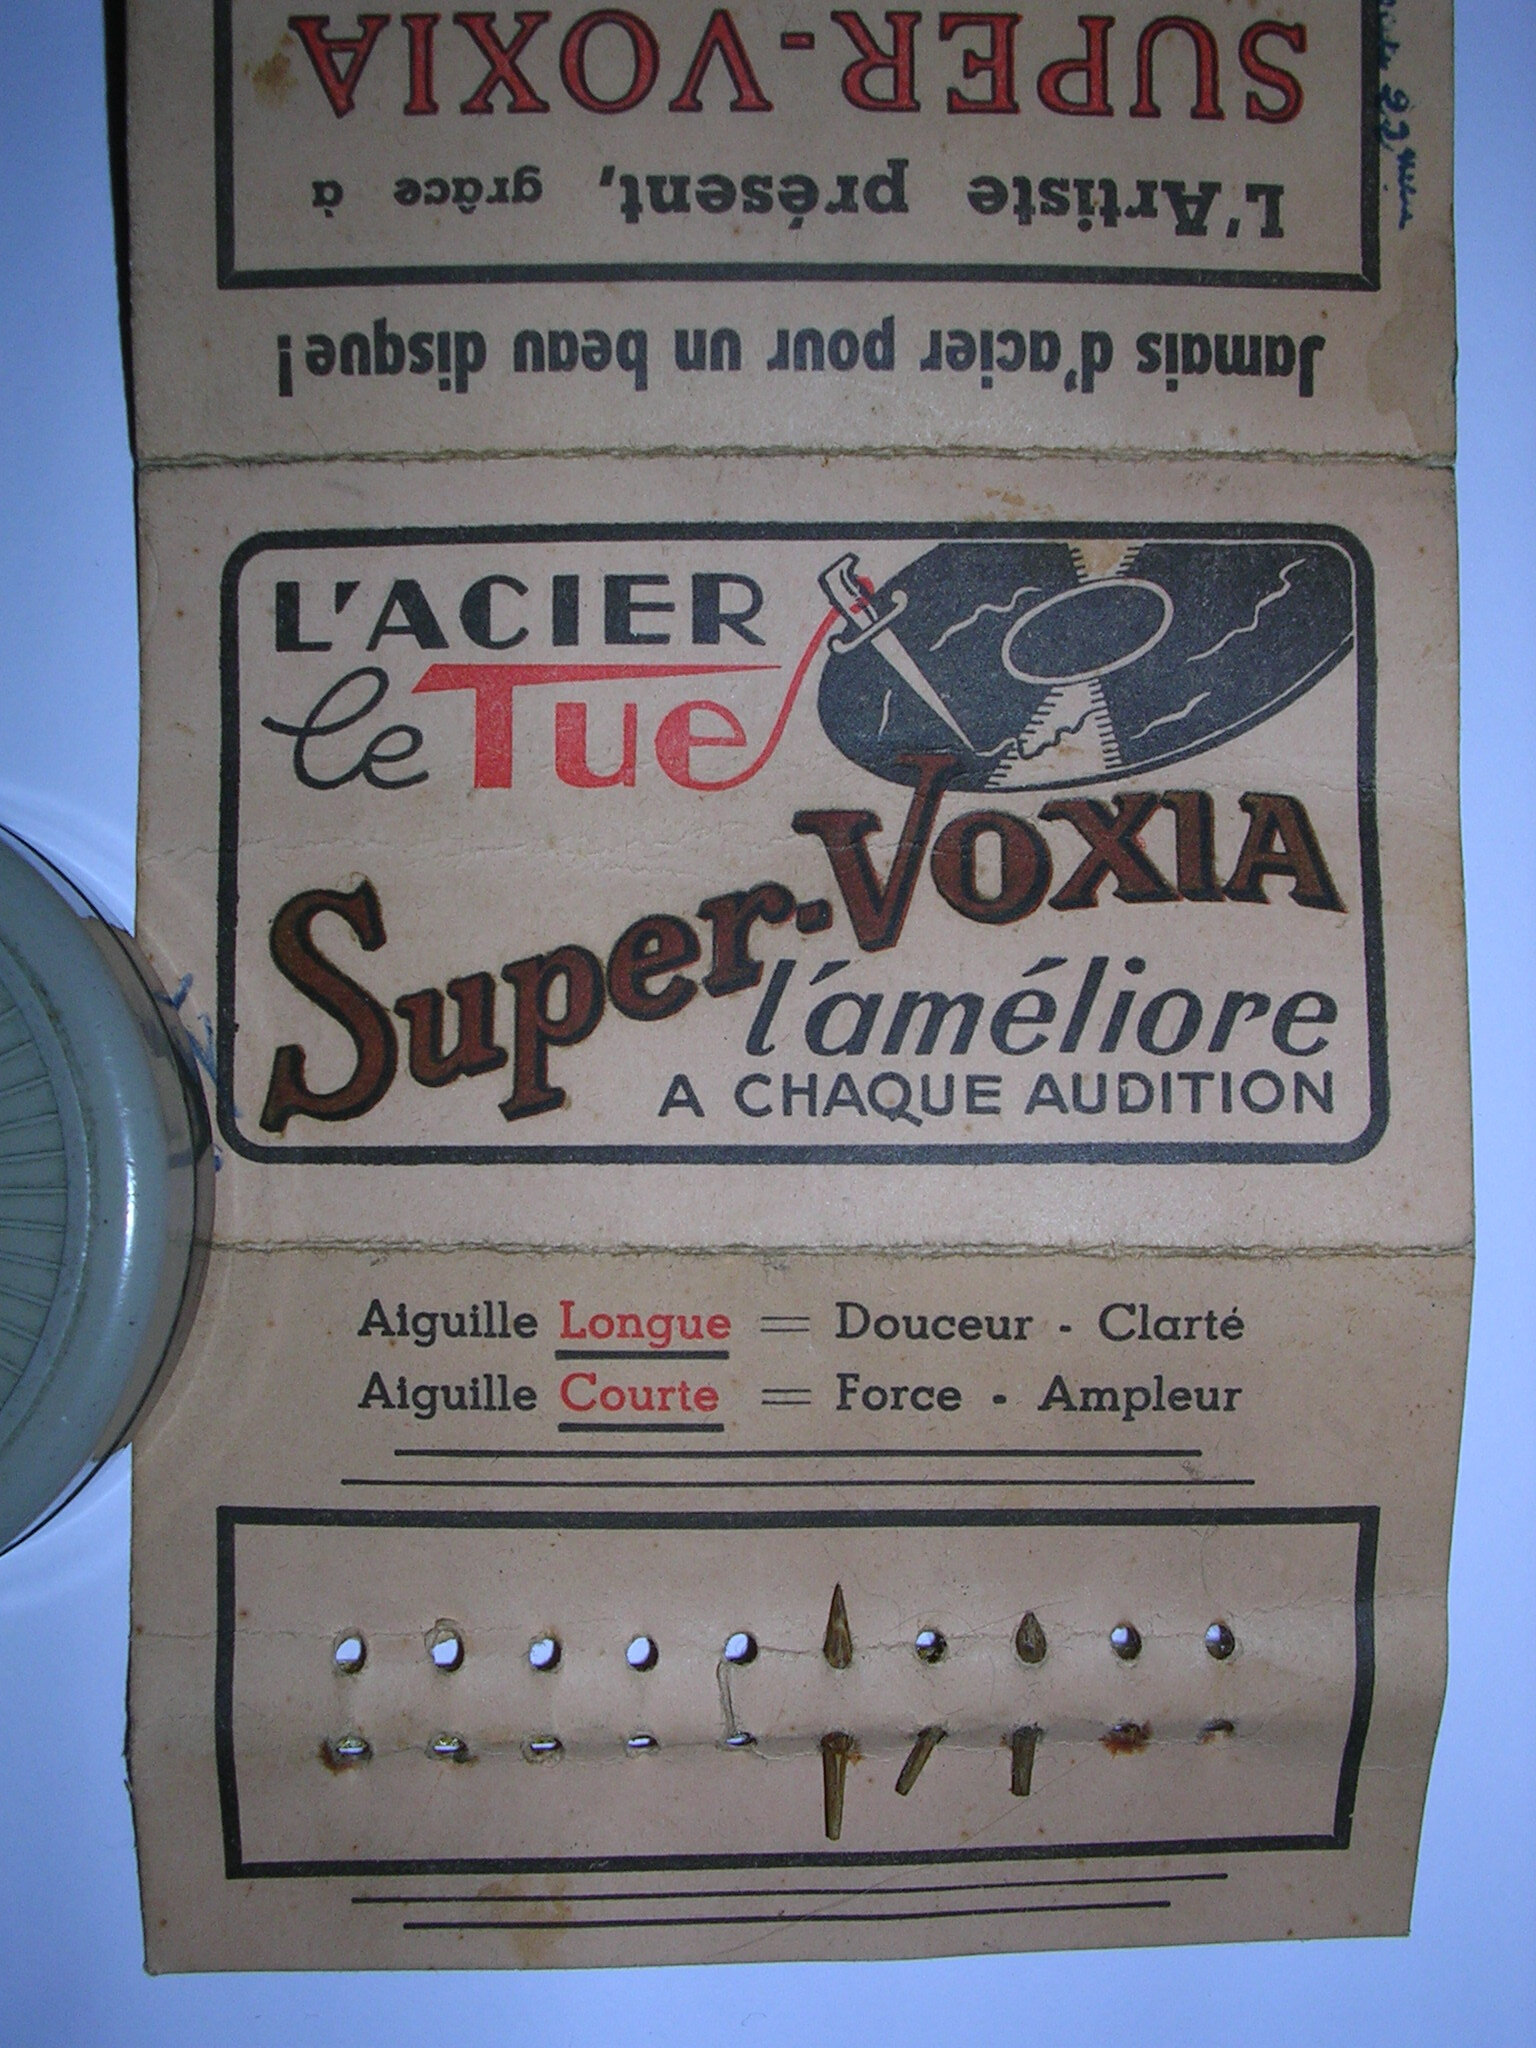 SUPER-VOXIA
L'Artiste présent, grâce à
Jamais d'acier pour un beau disque!
L'ACIER
le Tue
Super-Voxia
l'améliore
A CHAQUE AUDITION
Aiguille Longue = Douceur - Clarté
Aiguille Courte = Force - Ampleur